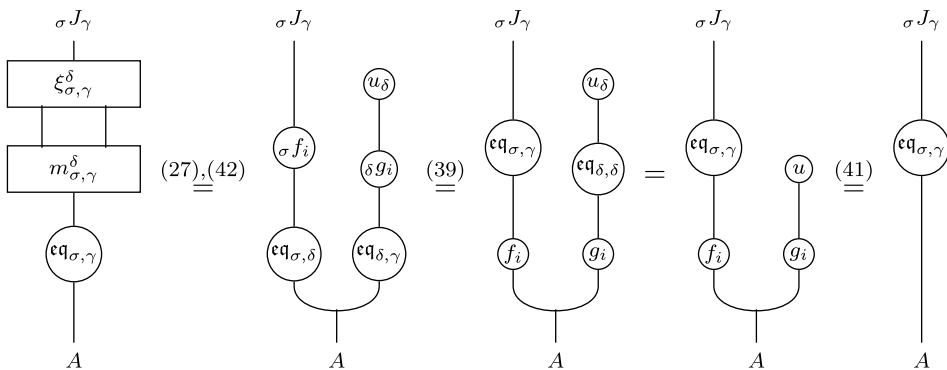 σJγ σJγ σJγ σJγ σJγ
ξ^δ_{σ,γ} u_δ u_δ
σf_i 𝔢𝔮_{σ,γ} 𝔢𝔮_{σ,γ} 𝔢𝔮_{σ,γ}
m^δ_{σ,γ} (27),(42) = δg_i (39) = 𝔢𝔮_{δ,δ} = u (41) =
𝔢𝔮_{σ,γ} 𝔢𝔮_{σ,δ} 𝔢𝔮_{δ,γ} f_i g_i f_i g_i
A A A A A